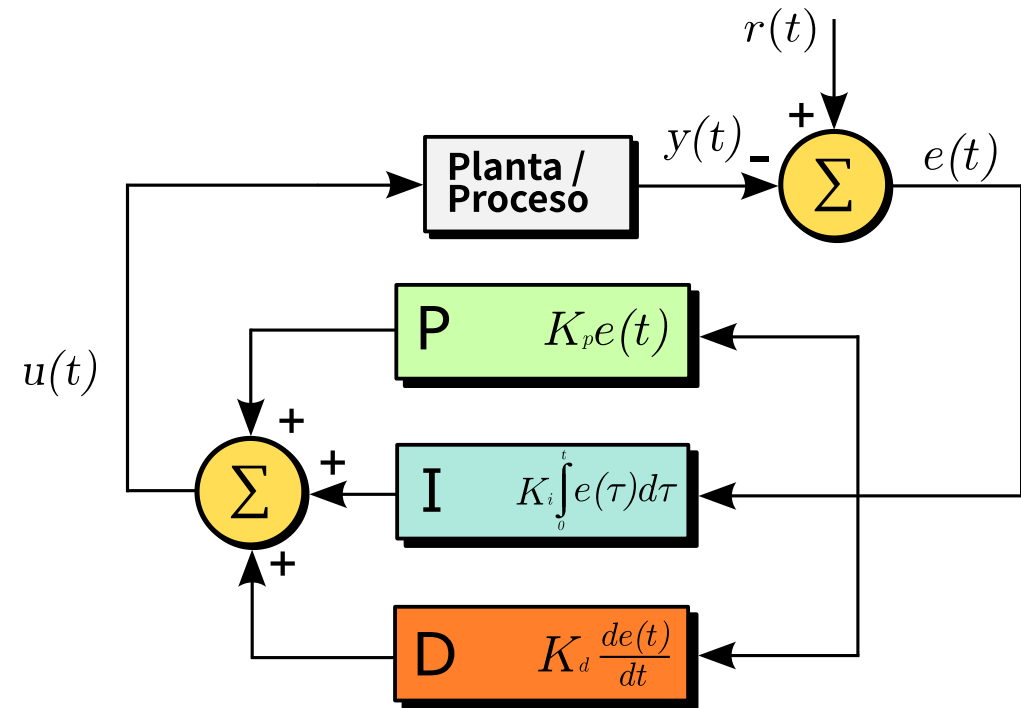 r(t)
+
y(t) -
Σ
e(t)
Planta /
Proceso
P K_p e(t)
u(t)
+
+
Σ
I K_i ∫_0^t e(τ)dτ
+
D K_d de(t)/dt